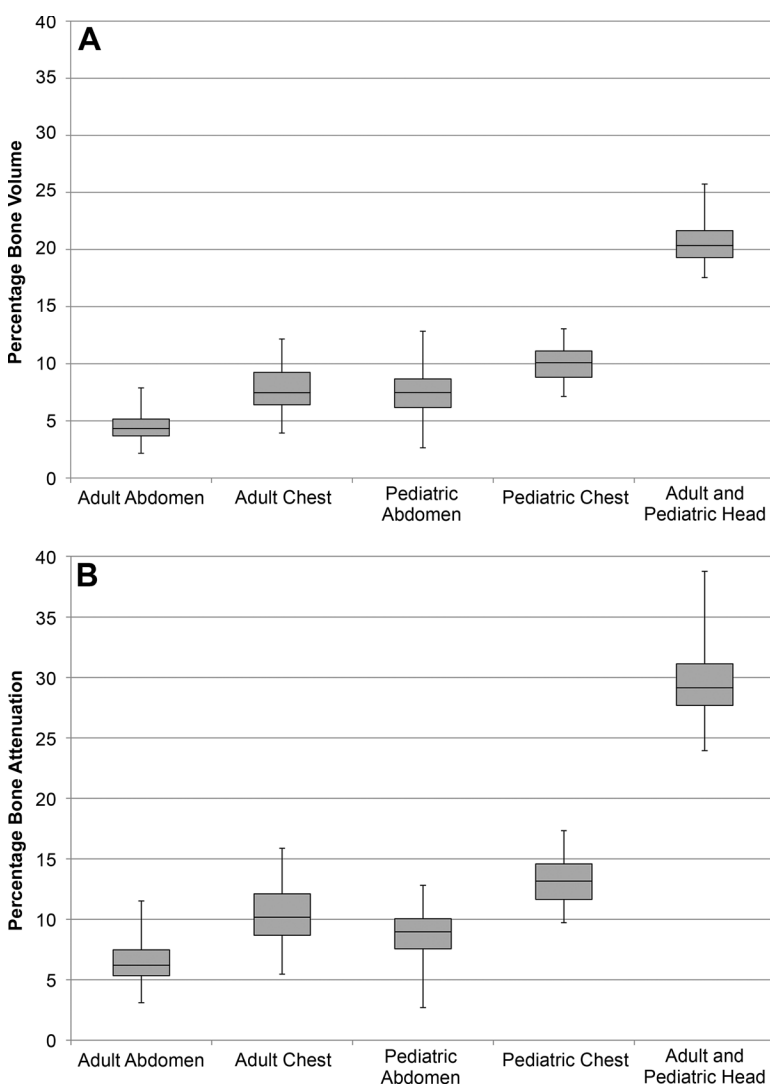 A
Percentage Bone Volume
40
35
30
25
20
15
10
5
0
Adult Abdomen
Adult Chest
Pediatric
Abdomen
Pediatric Chest
Adult and
Pediatric Head
B
Percentage Bone Attenuation
40
35
30
25
20
15
10
5
0
Adult Abdomen
Adult Chest
Pediatric
Abdomen
Pediatric Chest
Adult and
Pediatric Head